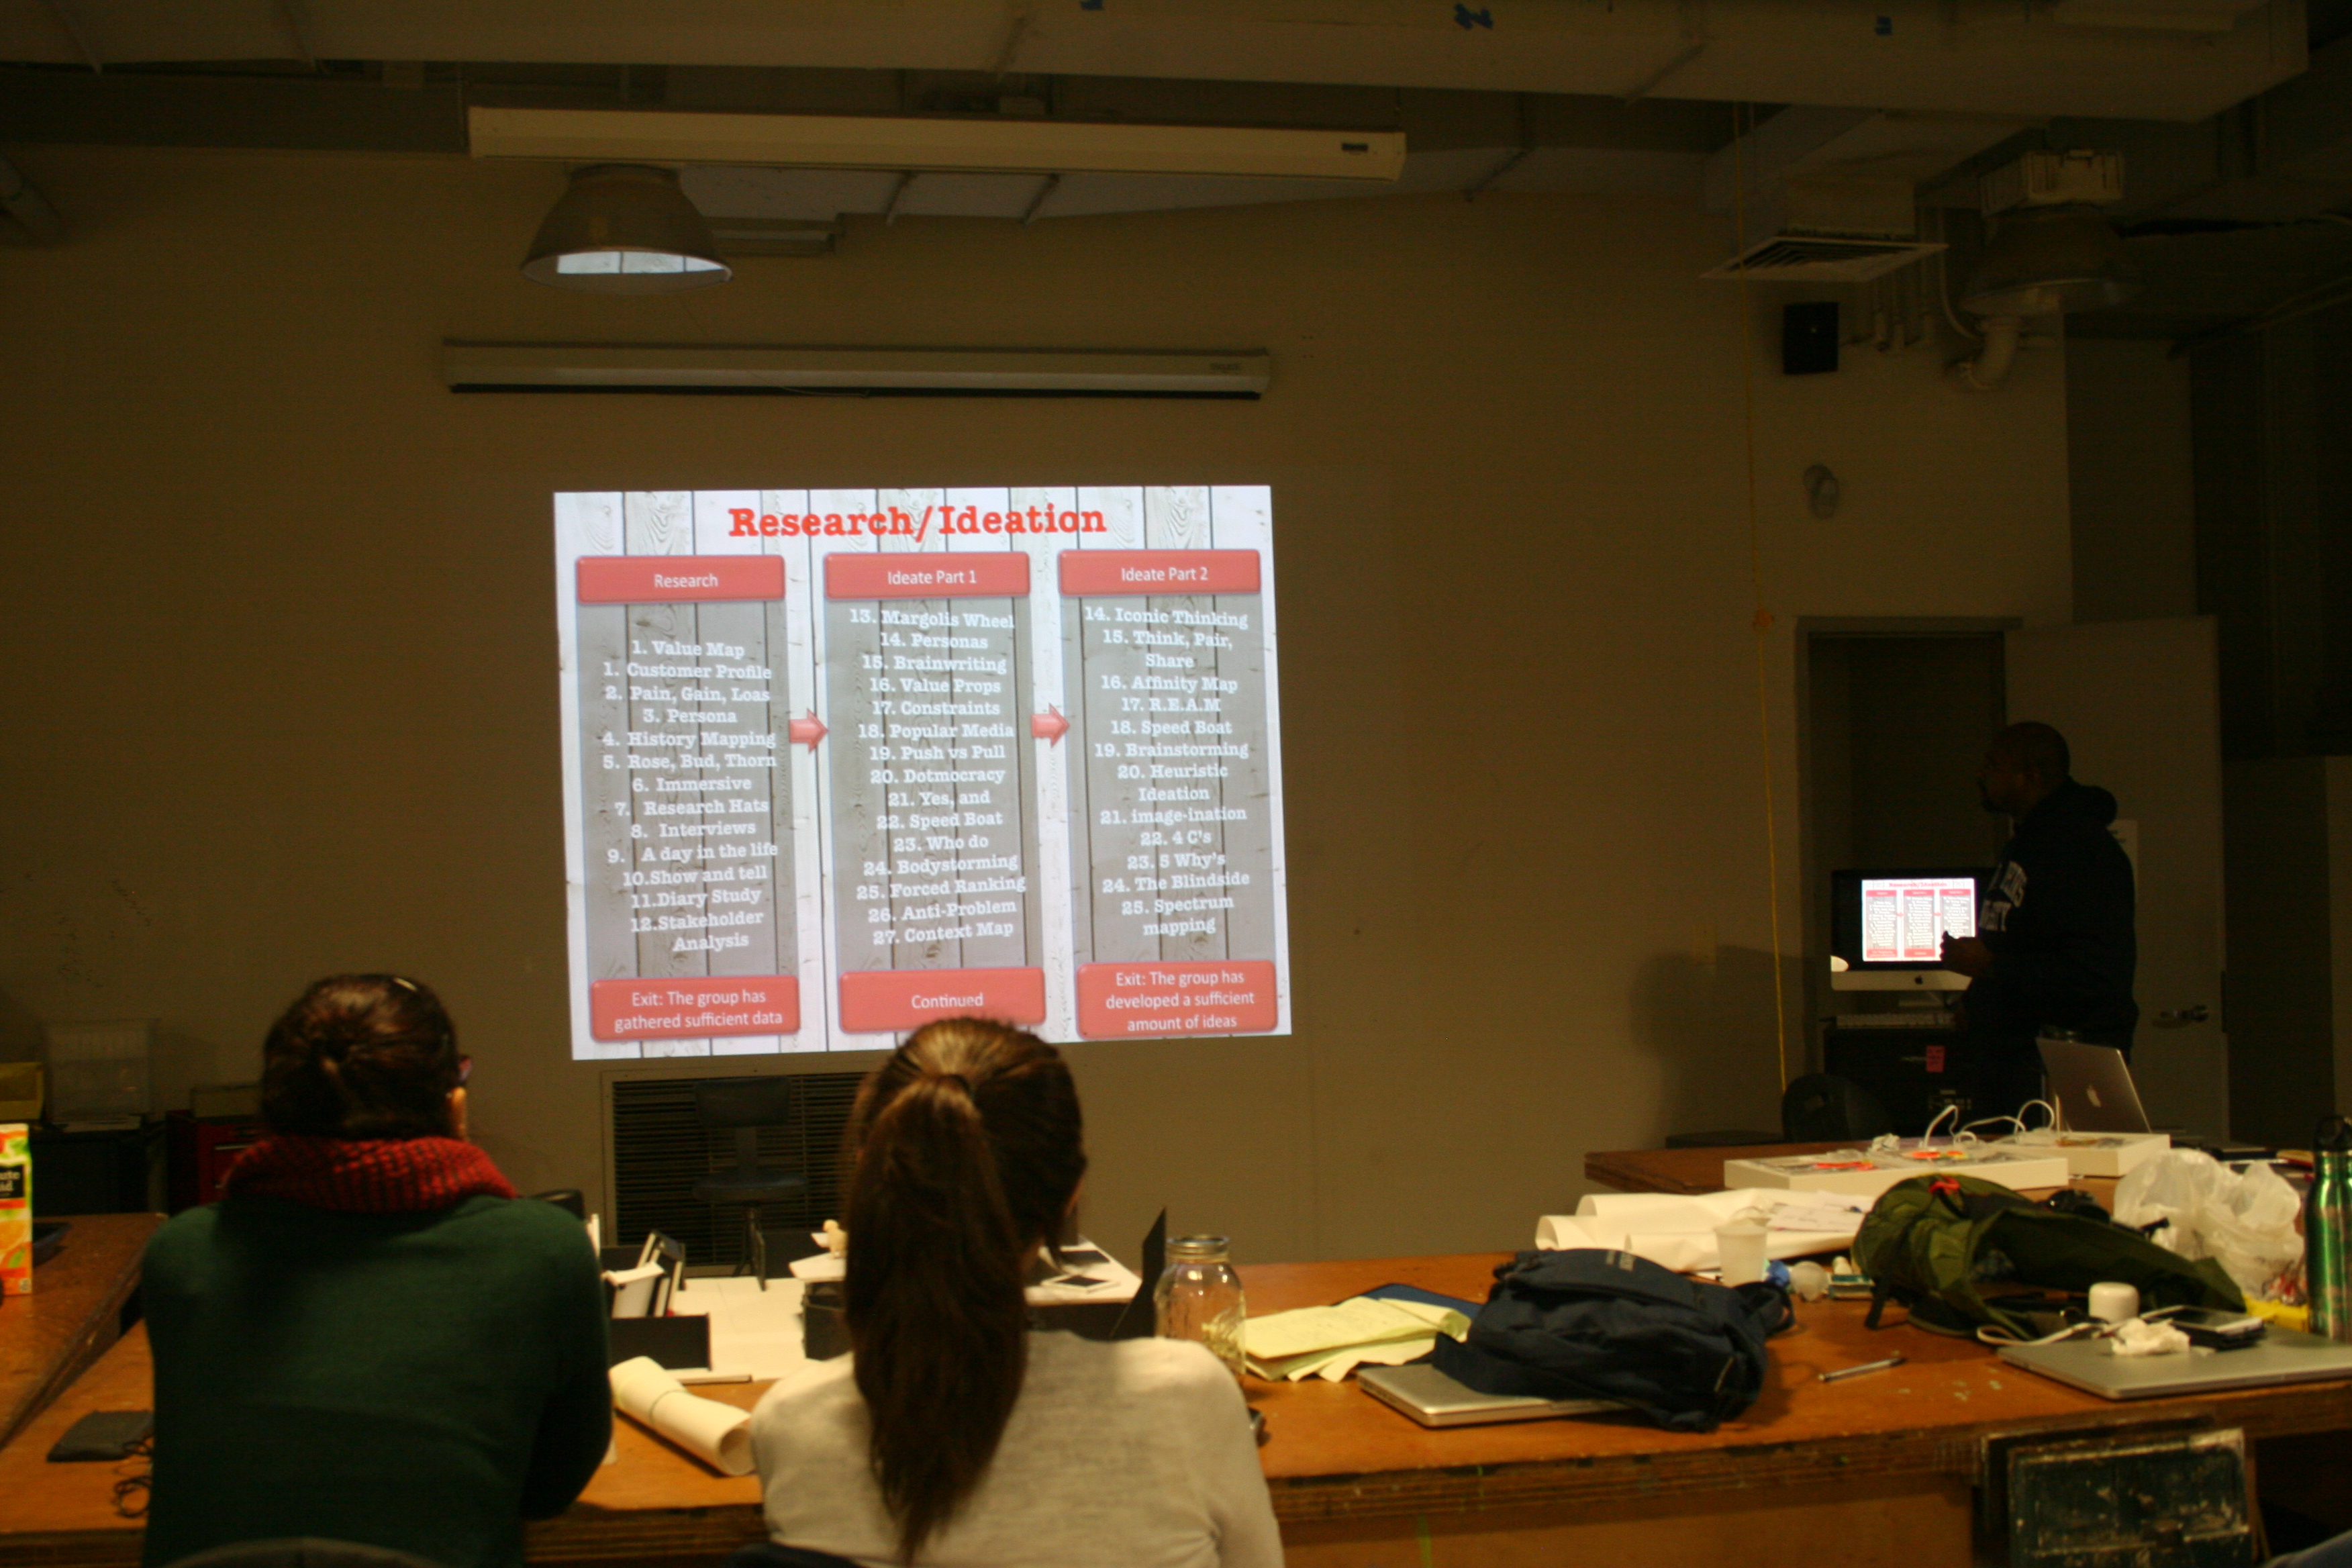 Research/Ideation
Research
1. Value Map
1. Customer Profile
2. Pain, Gain, Loas
3. Persona
4. History Mapping
5. Rose, Bud, Thorn
6. Immersive
7. Research Hats
8. Interviews
9. A day in the life
10.Show and tell
11.Diary Study
12.Stakeholder
Analysis
Exit: The group has
gathered sufficient data
Ideate Part 1
13. Margolis Wheel
14. Personas
15. Brainwriting
16. Value Props
17. Constraints
18. Popular Media
19. Push vs Pull
20. Dotmocracy
21. Yes, and
22. Speed Boat
23. Who do
24. Bodystorming
25. Forced Ranking
26. Anti-Problem
27. Context Map
Continued
Ideate Part 2
14. Iconic Thinking
15. Think, Pair,
Share
16. Affinity Map
17. R.E.A.M
18. Speed Boat
19. Brainstorming
20. Heuristic
Ideation
21. image-ination
22. 4 C's
23. 5 Why's
24. The Blindside
25. Spectrum
mapping
Exit: The group has
developed a sufficient
amount of ideas
Research/Ideation